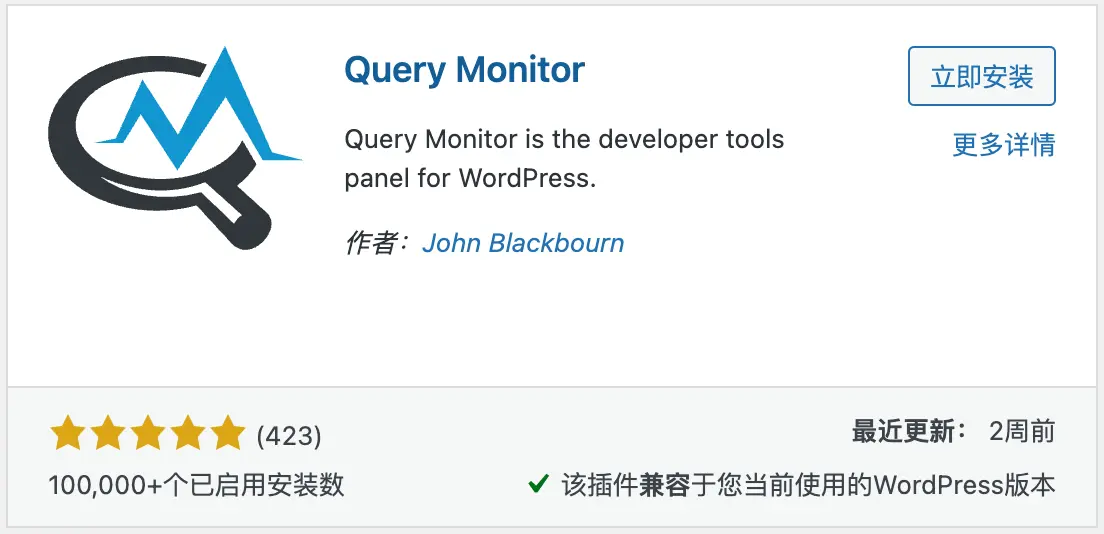 Query Monitor
立即安装
Query Monitor is the developer tools
panel for WordPress.
更多详情
作者：John Blackbourn
(423)
最近更新： 2周前
100,000+个已启用安装数
该插件兼容于您当前使用的WordPress版本